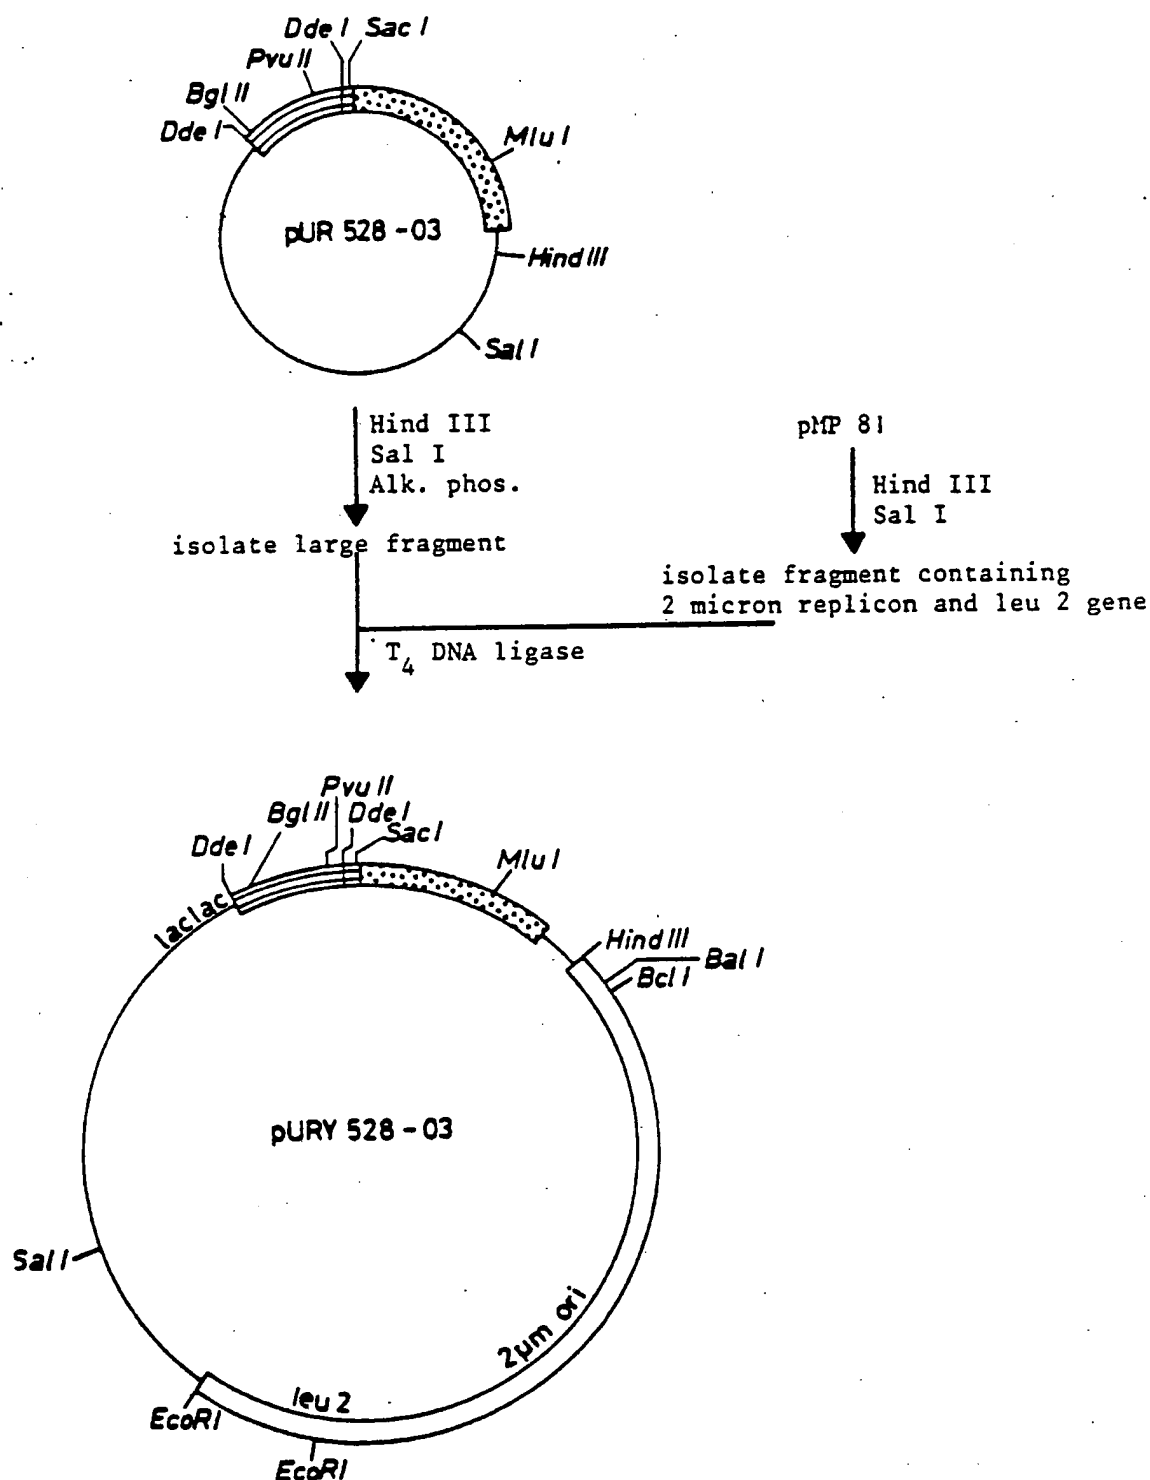 Dde I Sac I
Pvu II
Bgl II
Dde I
Mlu I
pUR 528-03
Hind III
Sal I
Hind III
Sal I
Alk. phos.
pMP 81
Hind III
Sal I
isolate large fragment
isolate fragment containing
2 micron replicon and leu 2 gene
T4 DNA ligase
Pvu II
Bgl II Dde I
Dde I Sac I
Mlu I
laclac
Hind III
Bal I
Bcl I
pURY 528-03
Sal I
2µm ori
leu 2
EcoRI
EcoRI